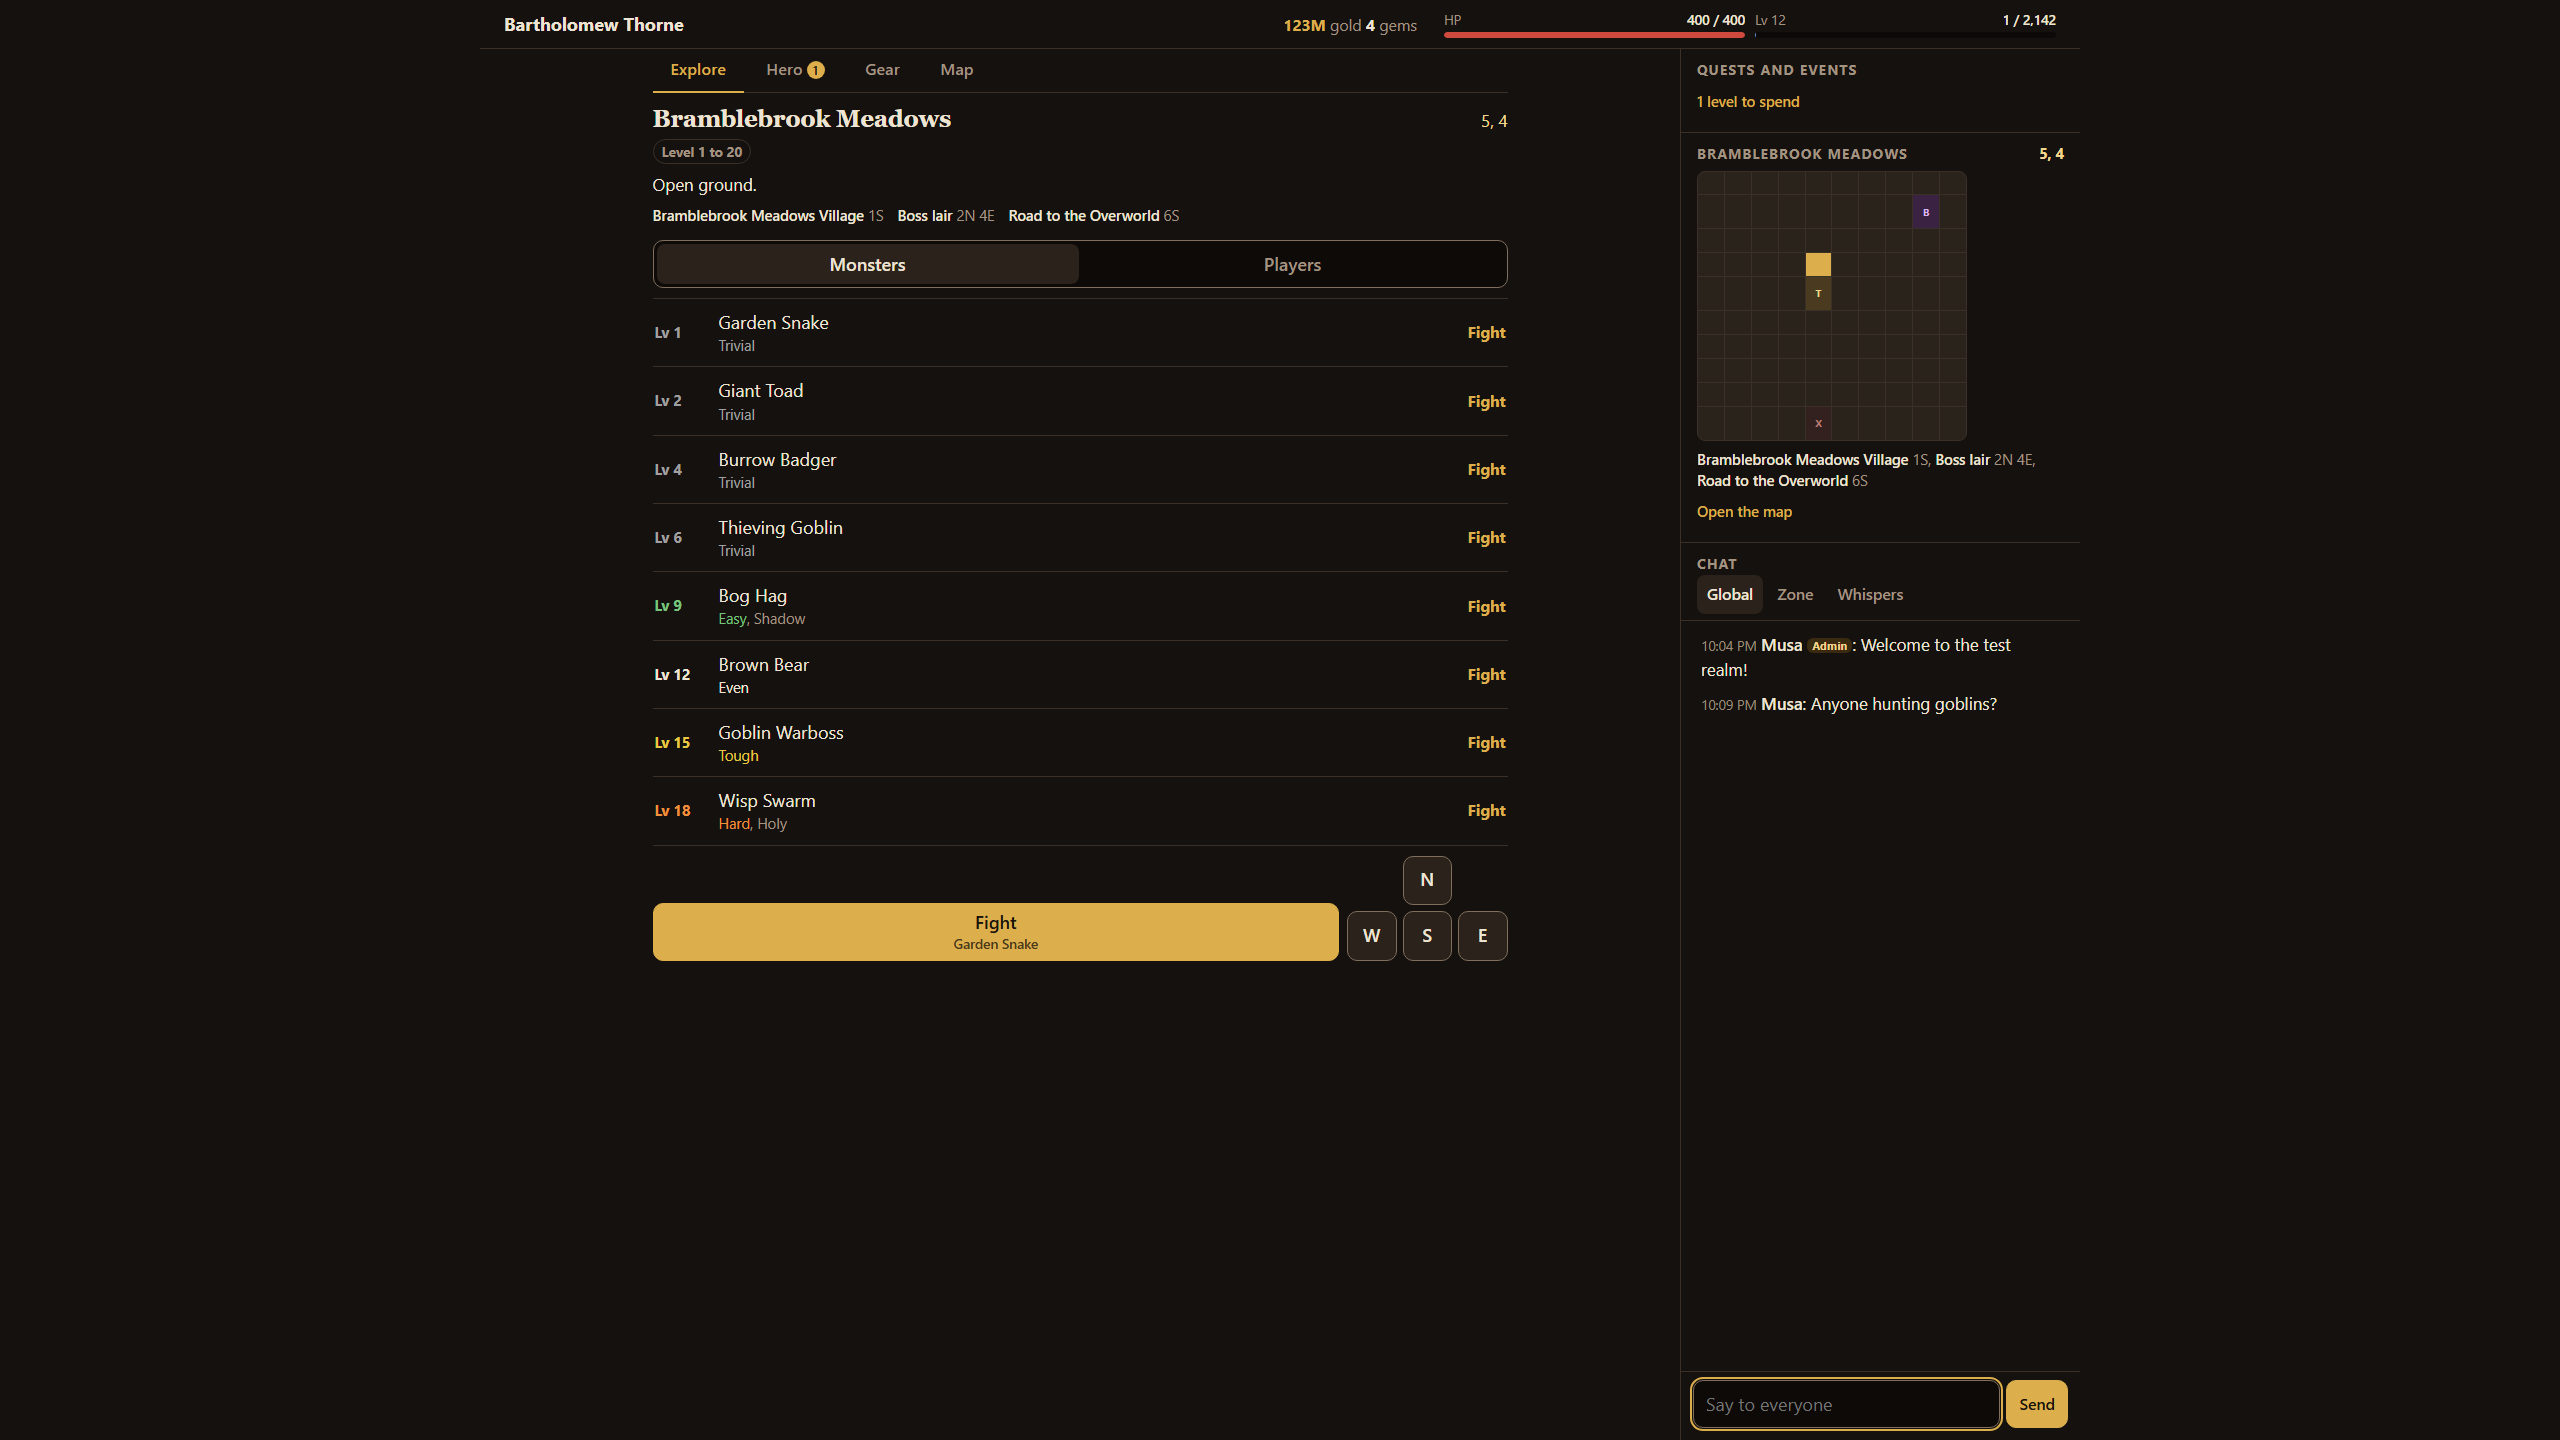 Bartholomew Thorne
123M gold 4 gems
HP 400 / 400
Lv 12 1 / 2,142
Explore Hero 1 Gear Map
Bramblebrook Meadows 5, 4
Level 1 to 20
Open ground.
Bramblebrook Meadows Village 1S Boss lair 2N 4E Road to the Overworld 6S
Monsters Players
Lv 1 Garden Snake Fight
Trivial
Lv 2 Giant Toad Fight
Trivial
Lv 4 Burrow Badger Fight
Trivial
Lv 6 Thieving Goblin Fight
Trivial
Lv 9 Bog Hag Fight
Easy, Shadow
Lv 12 Brown Bear Fight
Even
Lv 15 Goblin Warboss Fight
Tough
Lv 18 Wisp Swarm Fight
Hard, Holy
N
Fight
Garden Snake
W S E
QUESTS AND EVENTS
1 level to spend
BRAMBLEBROOK MEADOWS 5, 4
B
T
X
Bramblebrook Meadows Village 1S, Boss lair 2N 4E,
Road to the Overworld 6S
Open the map
CHAT
Global Zone Whispers
10:04 PM Musa Admin: Welcome to the test
realm!
10:09 PM Musa: Anyone hunting goblins?
Say to everyone Send